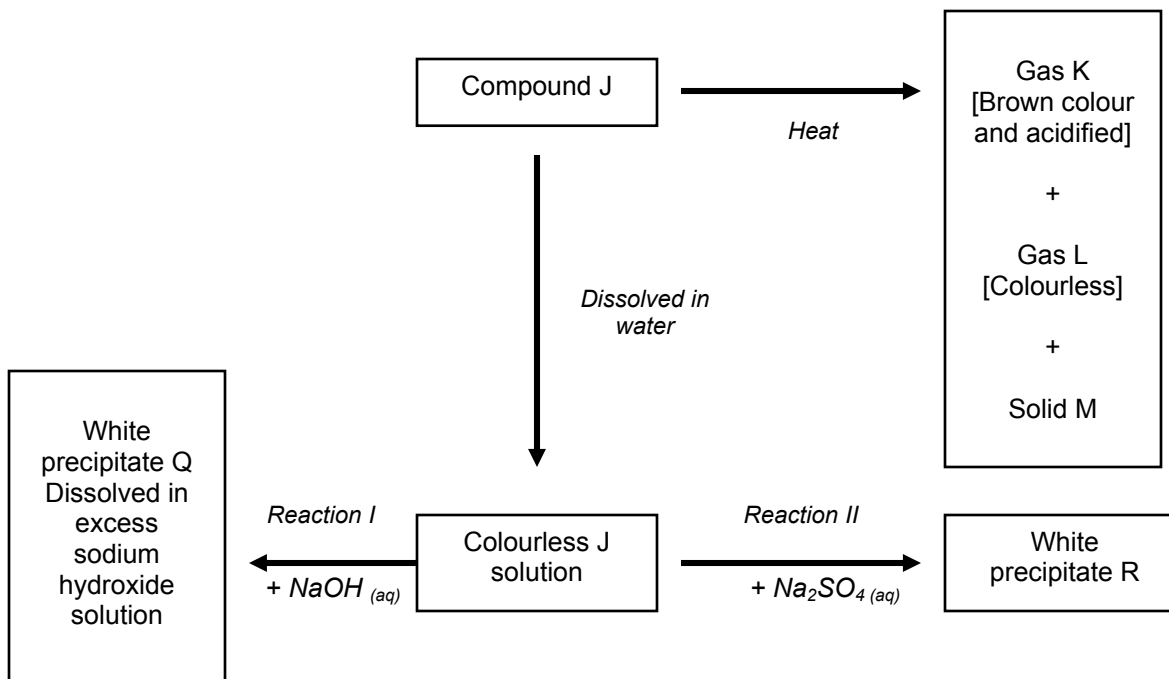 Compound J
Heat
Gas K
[Brown colour
and acidified]
+
Gas L
[Colourless]
+
Solid M
Dissolved in
water
White
precipitate Q
Dissolved in
excess
sodium
hydroxide
solution
Reaction I
+ NaOH (aq)
Colourless J
solution
Reaction II
+ Na2SO4 (aq)
White
precipitate R